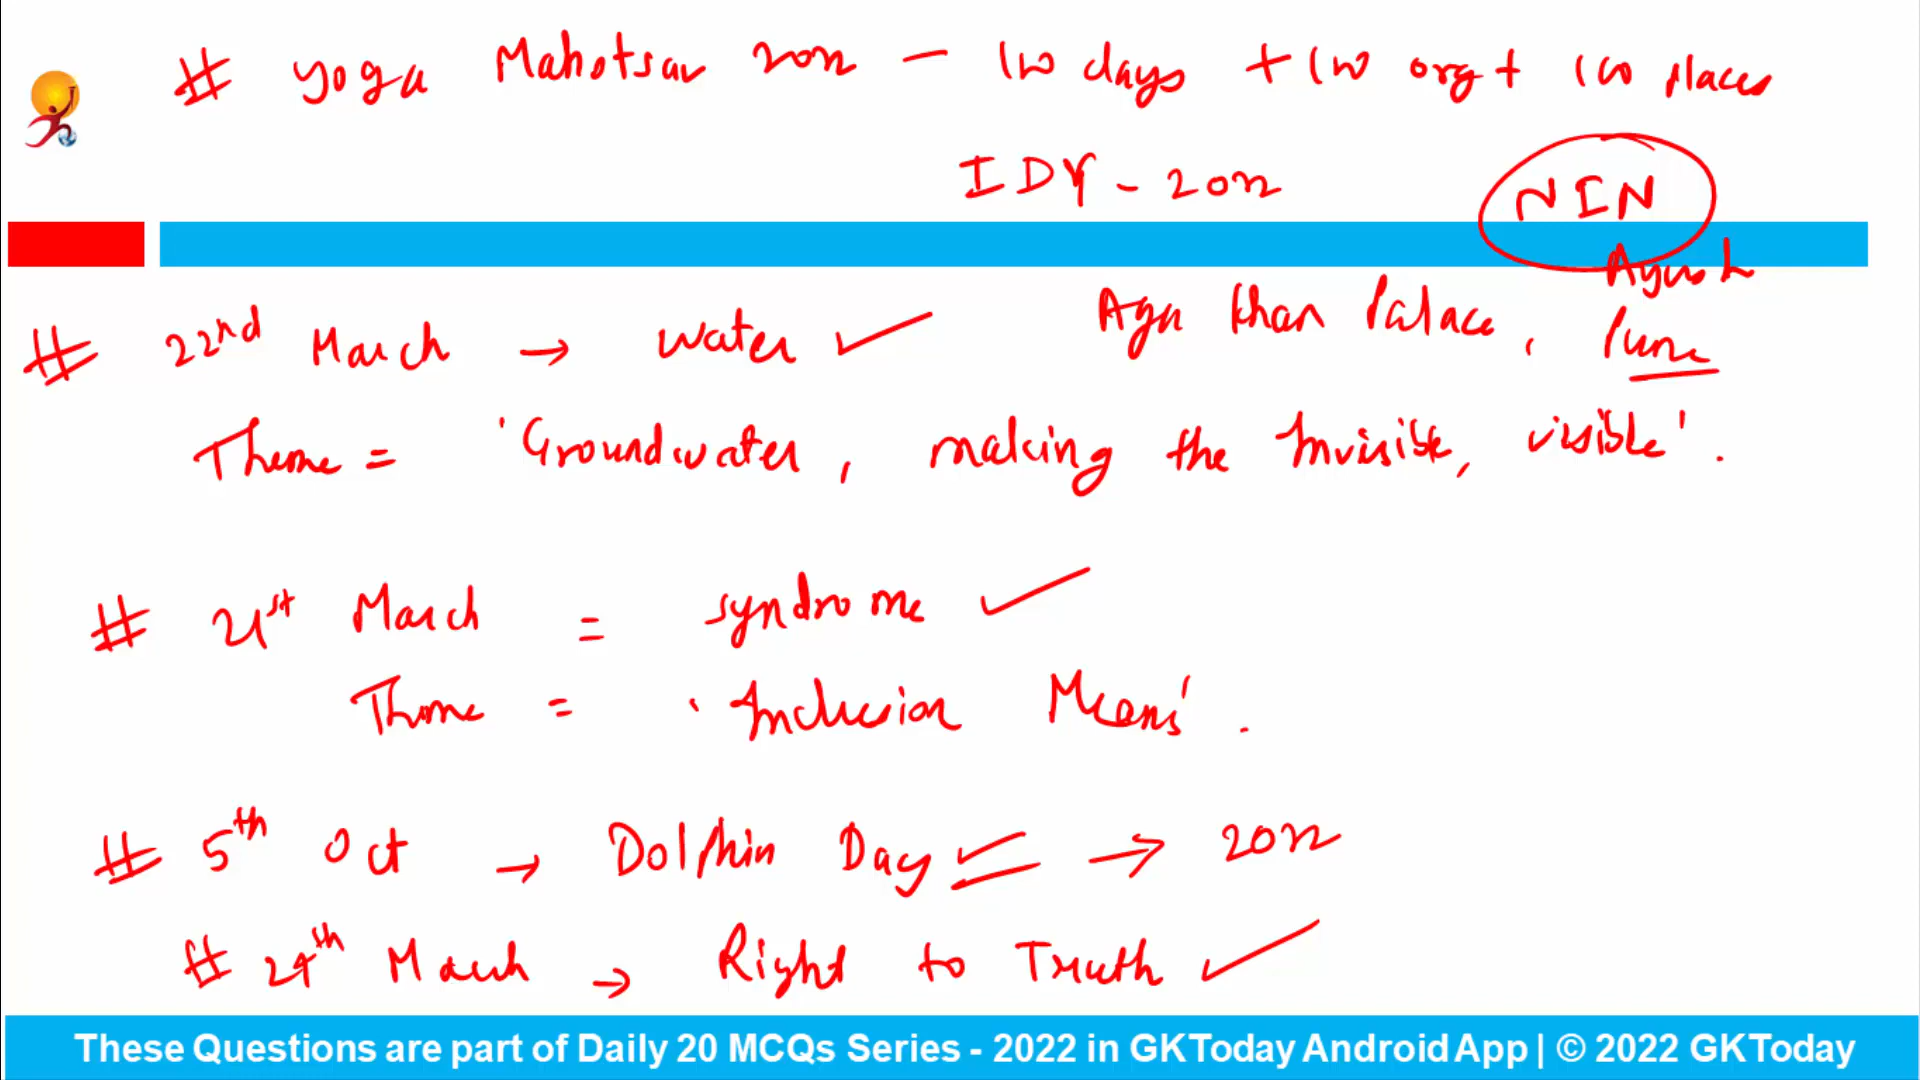 # Yoga Mahotsav 2022 - 100 days + 100 org + 100 places
IDY - 2022
NIN
Ayush
# 22nd March → Water ✓ Aga Khan Palace, Pune
Theme = 'Groundwater, making the Invisible, visible'.
# 21st March = syndrome ✓
Theme = 'Inclusion Means'.
# 5th Oct → Dolphin Day ✓ → 2022
# 24th March → Right to Truth ✓
These Questions are part of Daily 20 MCQs Series - 2022 in GKToday Android App | © 2022 GKToday